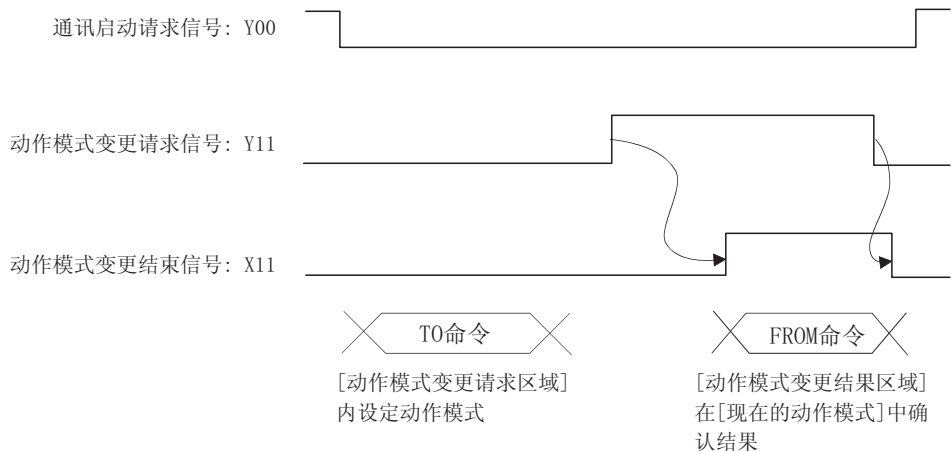 通讯启动请求信号: Y00
动作模式变更请求信号: Y11
动作模式变更结束信号: X11
TO命令
FROM命令
[动作模式变更请求区域]
内设定动作模式
[动作模式变更结果区域]
在[现在的动作模式]中确
认结果